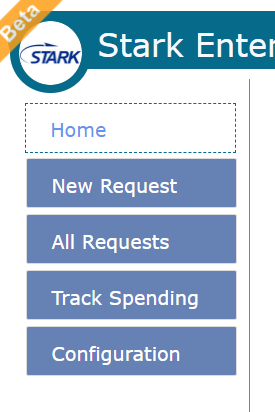 Beta
STARK
Stark Enter
Home
New Request
All Requests
Track Spending
Configuration